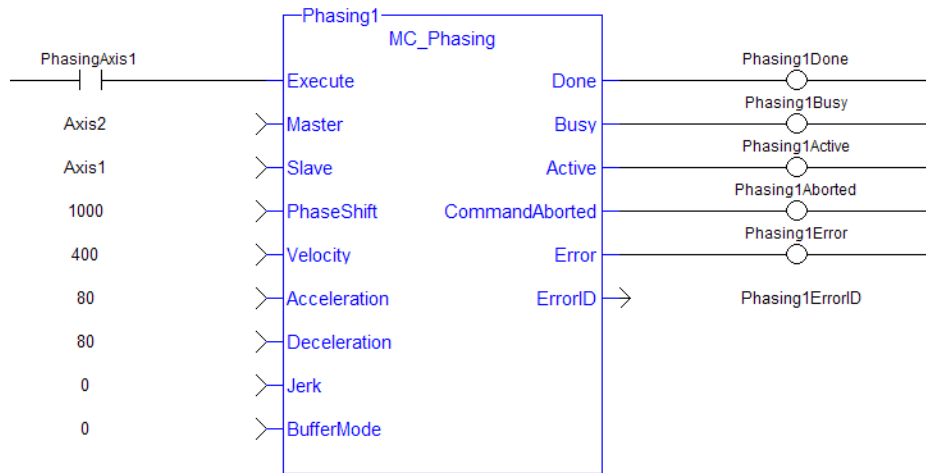 Phasing1
MC_Phasing
PhasingAxis1 Execute Done Phasing1Done
Axis2 Master Busy Phasing1Busy
Axis1 Slave Active Phasing1Active
1000 PhaseShift CommandAborted Phasing1Aborted
400 Velocity Error Phasing1Error
80 Acceleration ErrorID Phasing1ErrorID
80 Deceleration
0 Jerk
0 BufferMode